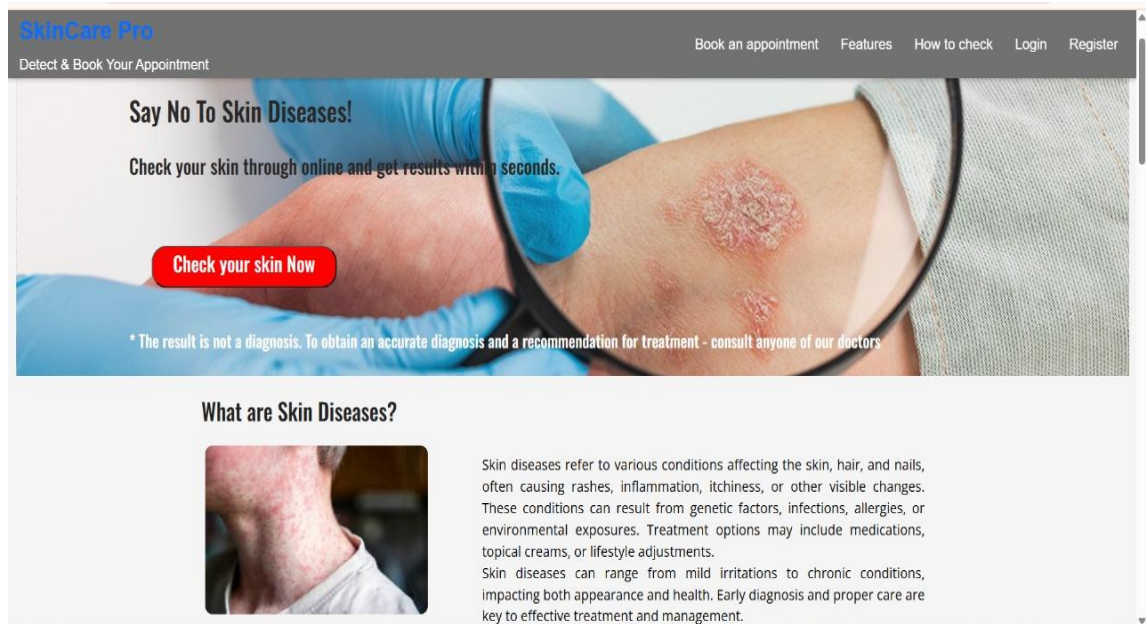 SkinCare Pro
Detect & Book Your Appointment
Book an appointment Features How to check Login Register
Say No To Skin Diseases!
Check your skin through online and get results within seconds.
Check your skin Now
* The result is not a diagnosis. To obtain an accurate diagnosis and a recommendation for treatment - consult anyone of our doctors
What are Skin Diseases?
Skin diseases refer to various conditions affecting the skin, hair, and nails,
often causing rashes, inflammation, itchiness, or other visible changes.
These conditions can result from genetic factors, infections, allergies, or
environmental exposures. Treatment options may include medications,
topical creams, or lifestyle adjustments.
Skin diseases can range from mild irritations to chronic conditions,
impacting both appearance and health. Early diagnosis and proper care are
key to effective treatment and management.